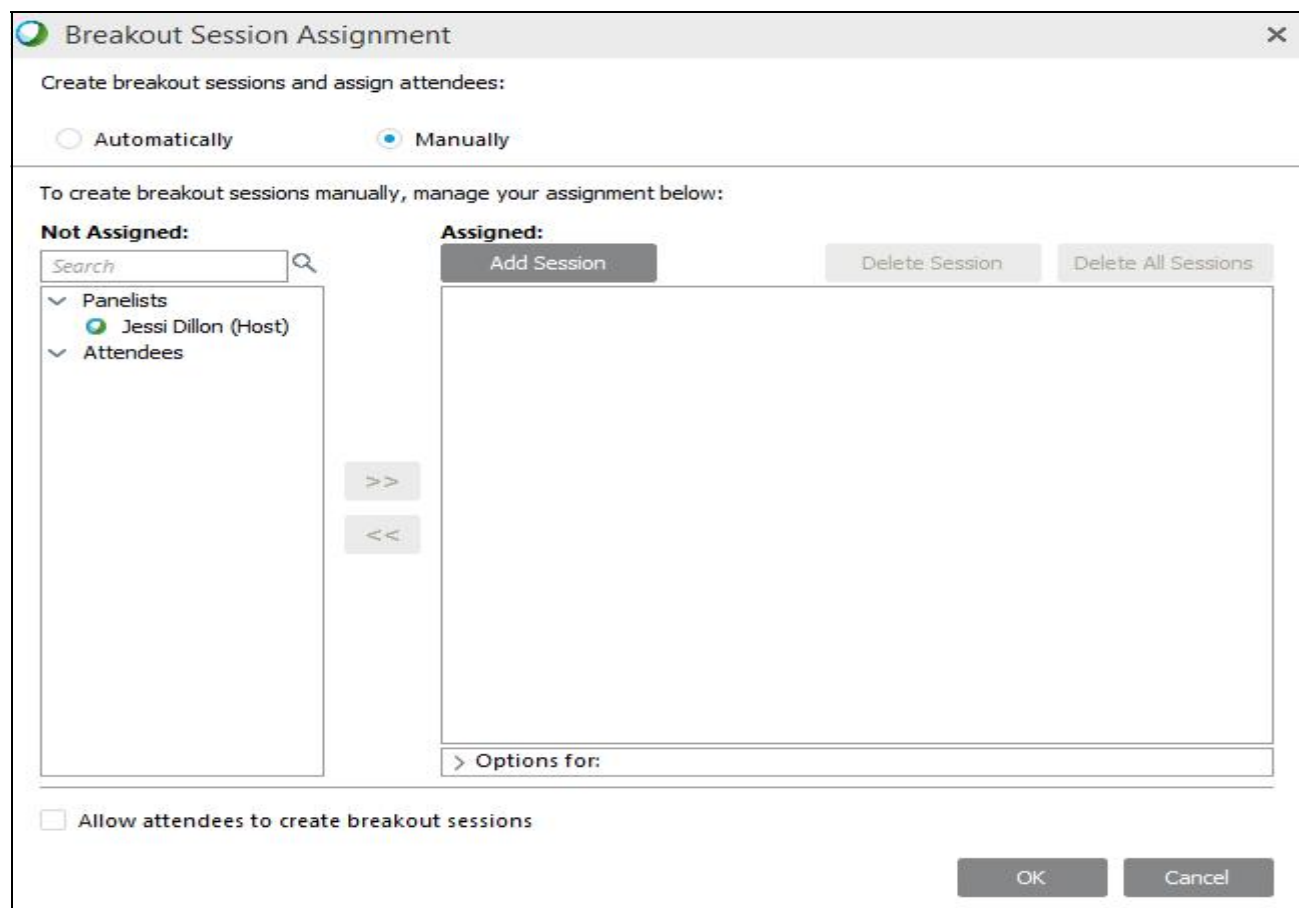 Breakout Session Assignment
Create breakout sessions and assign attendees:
Automatically Manually
To create breakout sessions manually, manage your assignment below:
Not Assigned: Assigned:
Search Add Session Delete Session Delete All Sessions
Panelists
Jessi Dillon (Host)
Attendees
>>
<<
Options for:
Allow attendees to create breakout sessions
OK Cancel